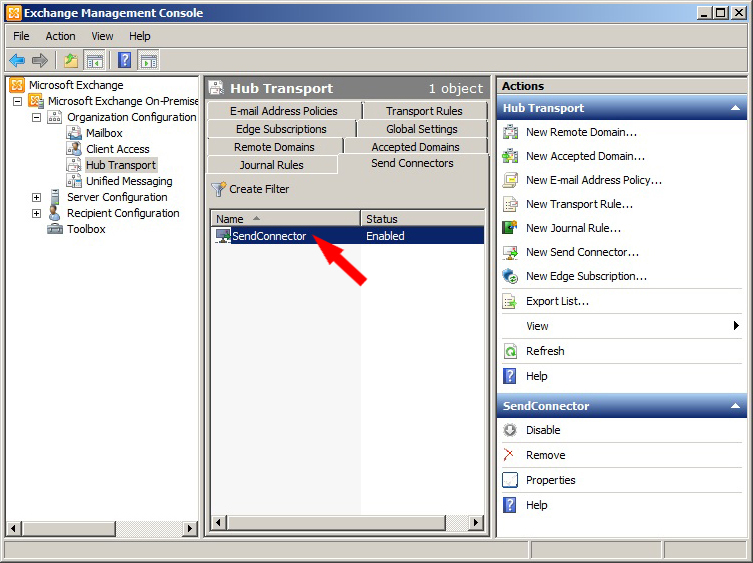 Exchange Management Console
File Action View Help
Microsoft Exchange
Microsoft Exchange On-Premise
Organization Configuration
Mailbox
Client Access
Hub Transport
Unified Messaging
Server Configuration
Recipient Configuration
Toolbox
Hub Transport 1 object
E-mail Address Policies Transport Rules
Edge Subscriptions Global Settings
Remote Domains Accepted Domains
Journal Rules Send Connectors
Create Filter
Name Status
SendConnector Enabled
Actions
Hub Transport
New Remote Domain...
New Accepted Domain...
New E-mail Address Policy...
New Transport Rule...
New Journal Rule...
New Send Connector...
New Edge Subscription...
Export List...
View
Refresh
Help
SendConnector
Disable
Remove
Properties
Help